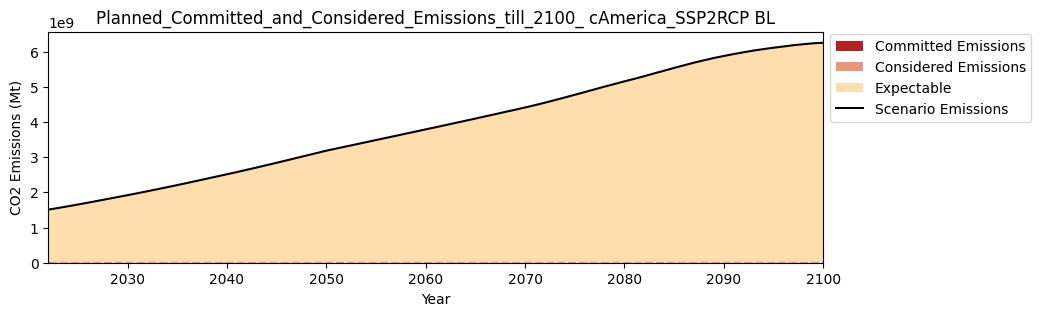 Planned_Committed_and_Considered_Emissions_till_2100_ cAmerica_SSP2RCP BL
1e9
6
5
4
3
2
1
0
CO2 Emissions (Mt)
2030 2040 2050 2060 2070 2080 2090 2100
Year
Committed Emissions
Considered Emissions
Expectable
Scenario Emissions